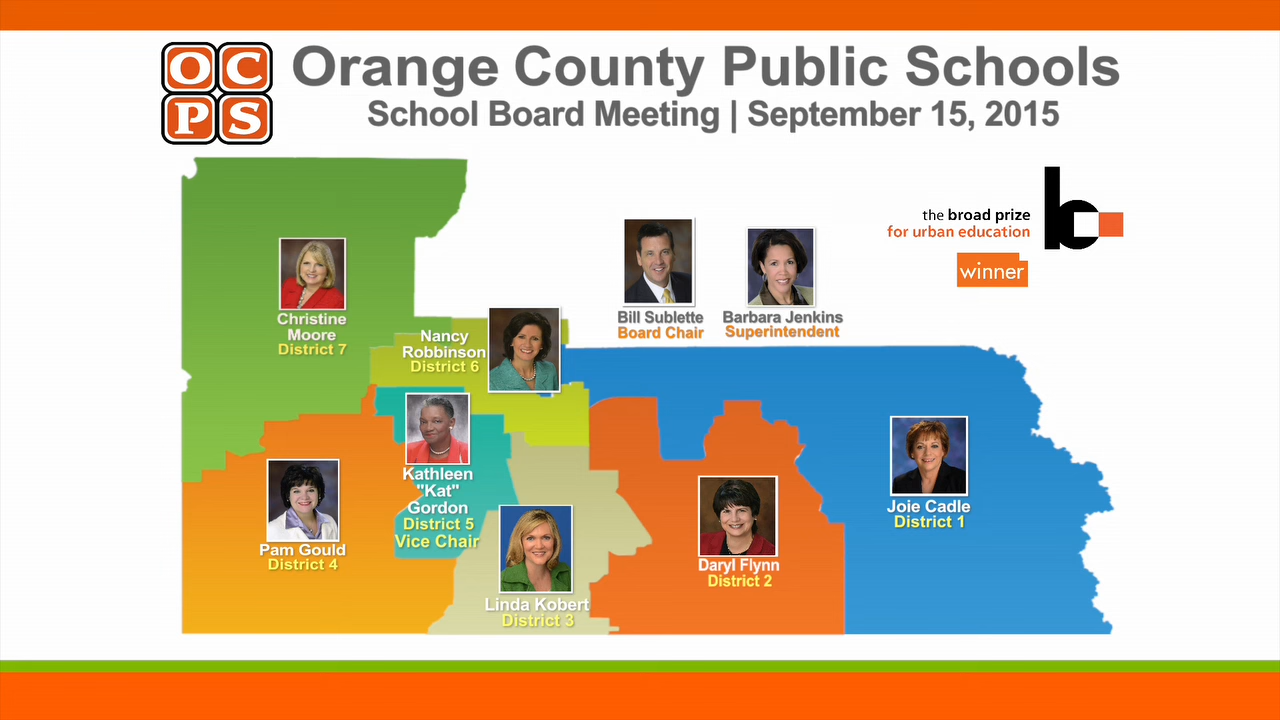 OC
PS
Orange County Public Schools
School Board Meeting | September 15, 2015
the broad prize
for urban education
winner
b
Bill Sublette
Board Chair
Barbara Jenkins
Superintendent
Christine
Moore
District 7
Nancy
Robbinson
District 6
Kathleen
"Kat"
Gordon
District 5
Vice Chair
Joie Cadle
District 1
Pam Gould
District 4
Daryl Flynn
District 2
Linda Kobert
District 3